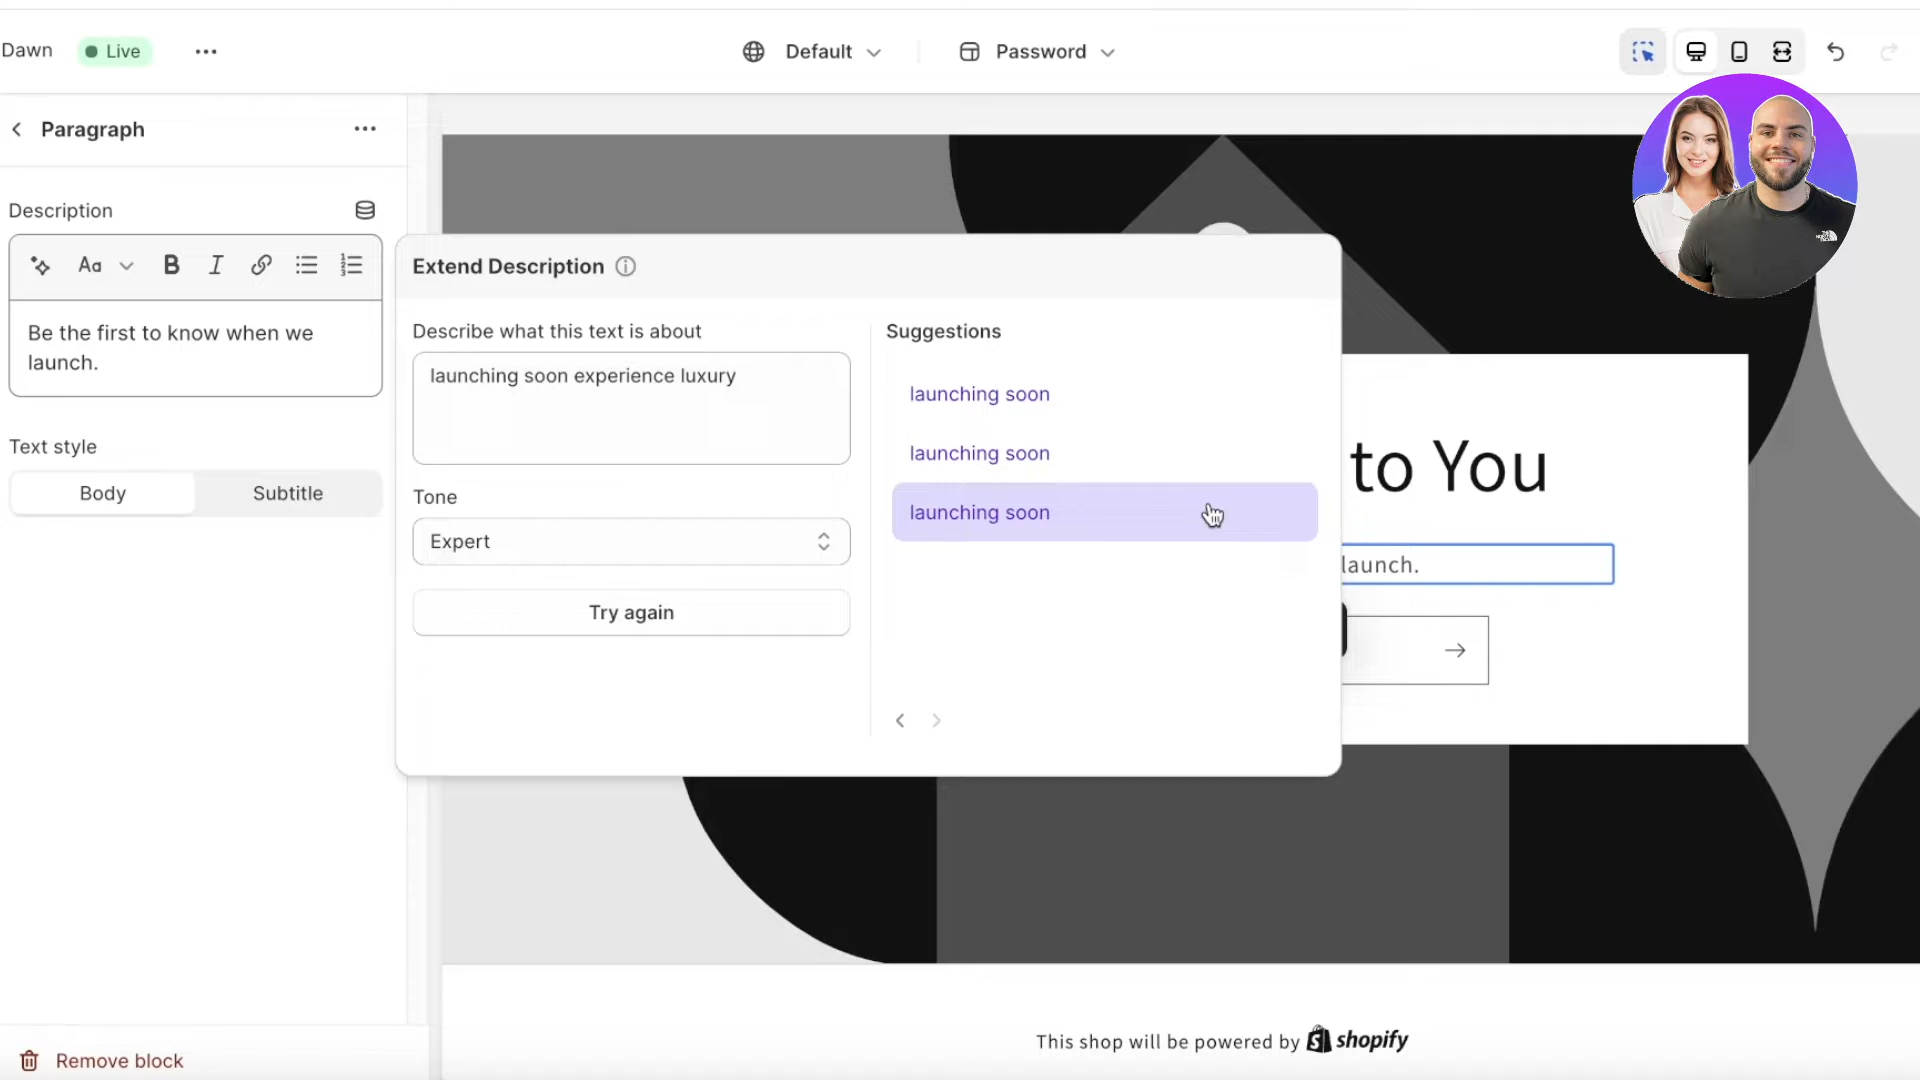 Dawn
Live
Default
Password
Paragraph
Description
Aa
B
I
Be the first to know when we
launch.
Text style
Body
Subtitle
Extend Description
Describe what this text is about
launching soon experience luxury
Tone
Expert
Try again
Suggestions
launching soon
launching soon
launching soon
to You
launch.
This shop will be powered by shopify
Remove block